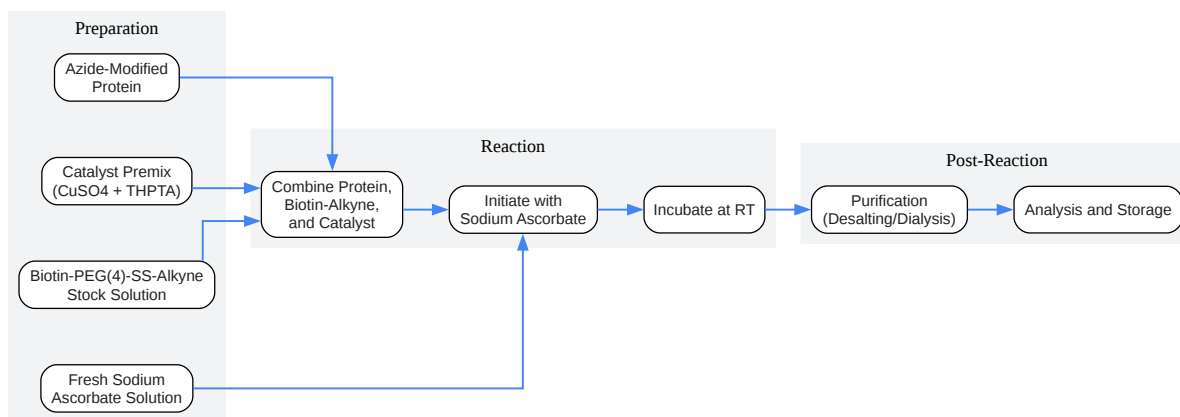 Preparation
Azide-Modified
Protein
Catalyst Premix
(CuSO4 + THPTA)
Biotin-PEG(4)-SS-Alkyne
Stock Solution
Fresh Sodium
Ascorbate Solution
Reaction
Combine Protein,
Biotin-Alkyne,
and Catalyst
Initiate with
Sodium Ascorbate
Incubate at RT
Post-Reaction
Purification
(Desalting/Dialysis)
Analysis and Storage